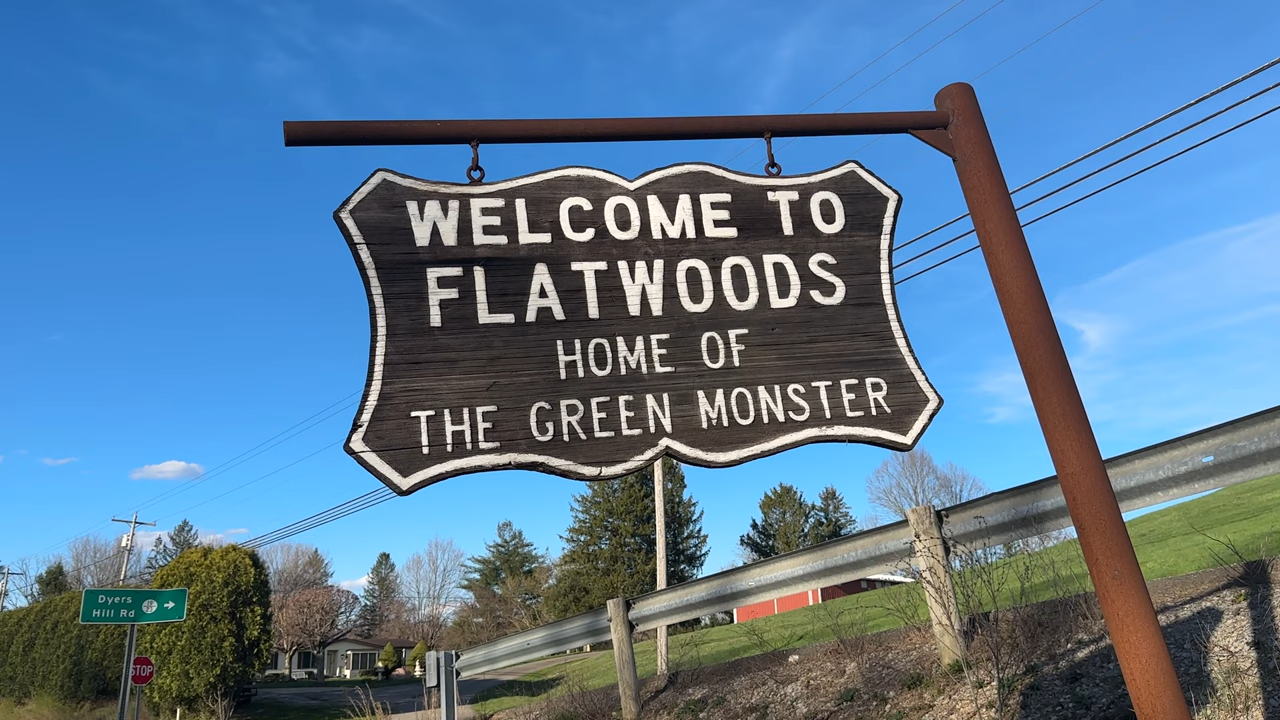 WELCOME TO
FLATWOODS
HOME OF
THE GREEN MONSTER
Dyers
Hill Rd
STOP